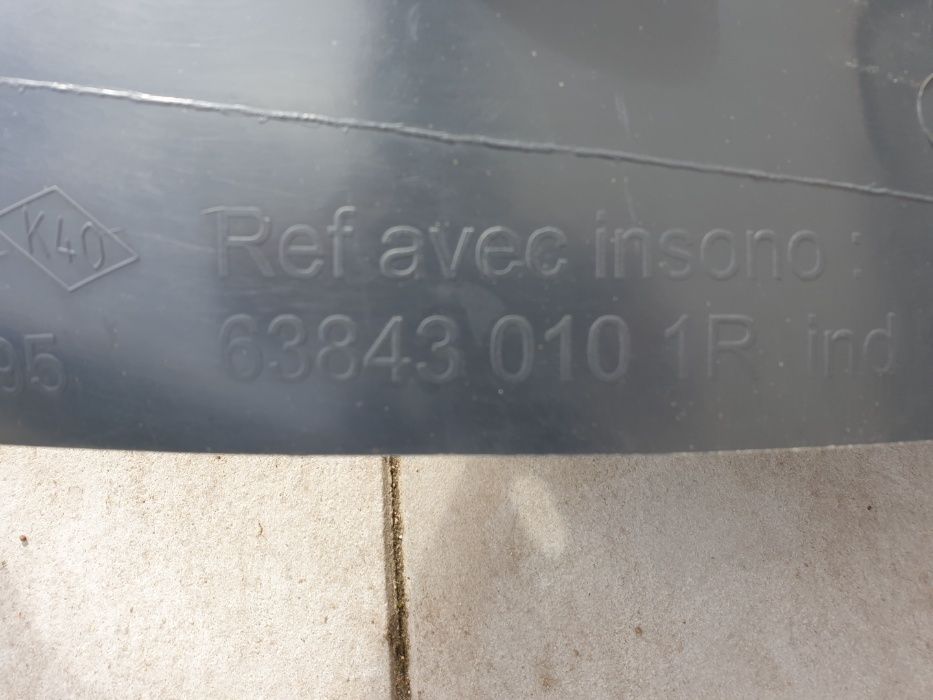 K40
Ref avec insono :
95 63843 010 1R ind